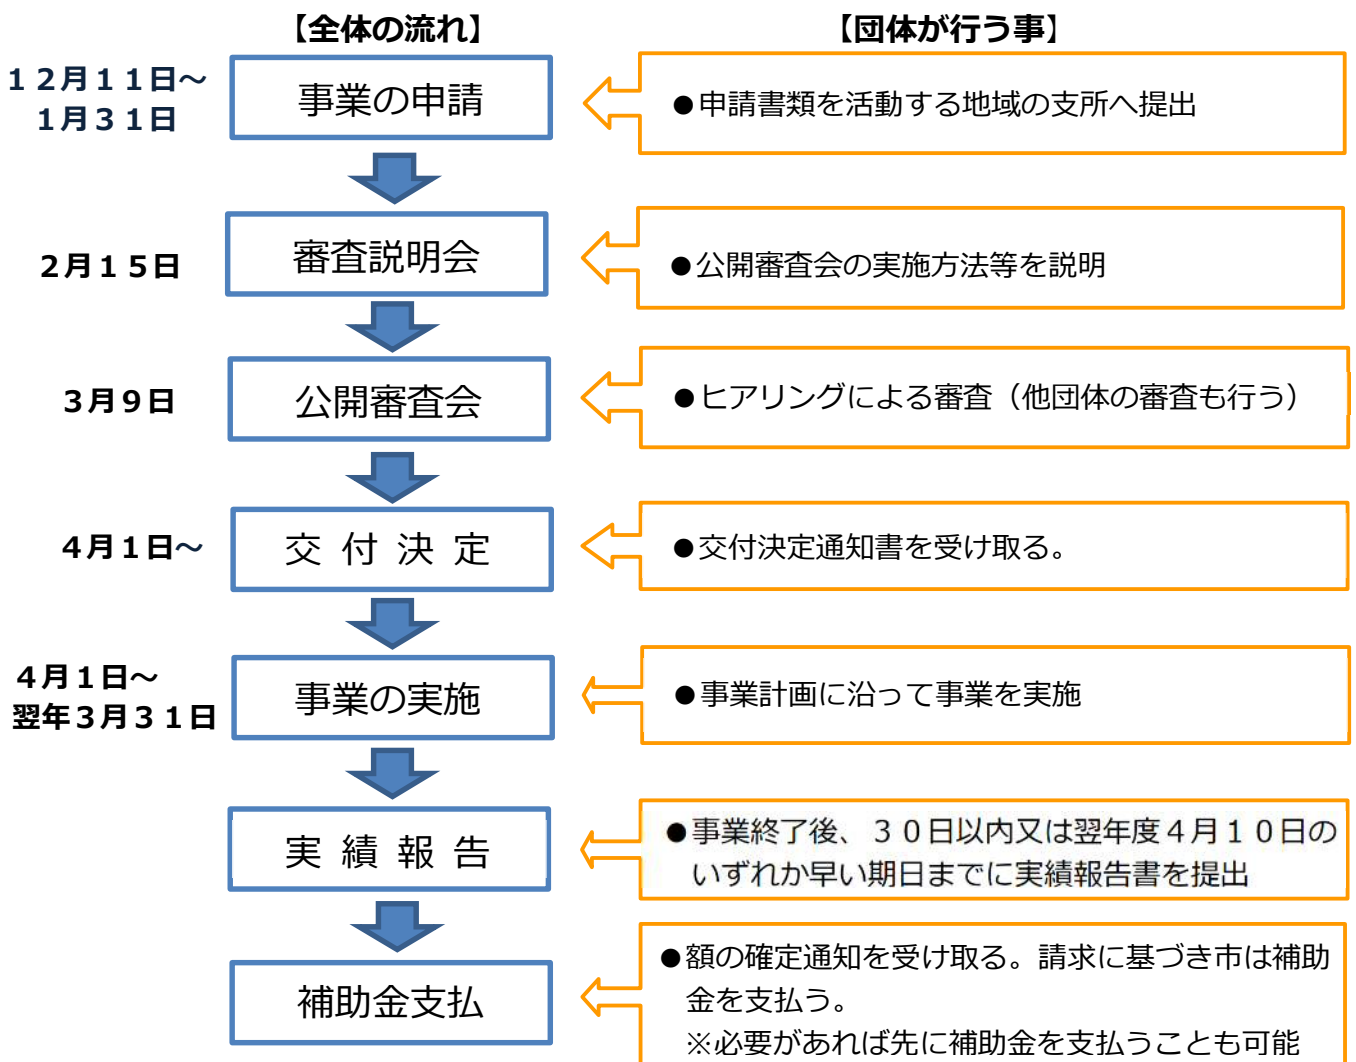 【全体の流れ】
【団体が行う事】
１２月１１日～
１月３１日
事業の申請
●申請書類を活動する地域の支所へ提出
２月１５日
審査説明会
●公開審査会の実施方法等を説明
３月９日
公開審査会
●ヒアリングによる審査（他団体の審査も行う）
４月１日～
交 付 決 定
●交付決定通知書を受け取る。
４月１日～
翌年３月３１日
事業の実施
●事業計画に沿って事業を実施
実 績 報 告
●事業終了後、３０日以内又は翌年度４月１０日の
いずれか早い期日までに実績報告書を提出
補助金支払
●額の確定通知を受け取る。請求に基づき市は補助
金を支払う。
※必要があれば先に補助金を支払うことも可能